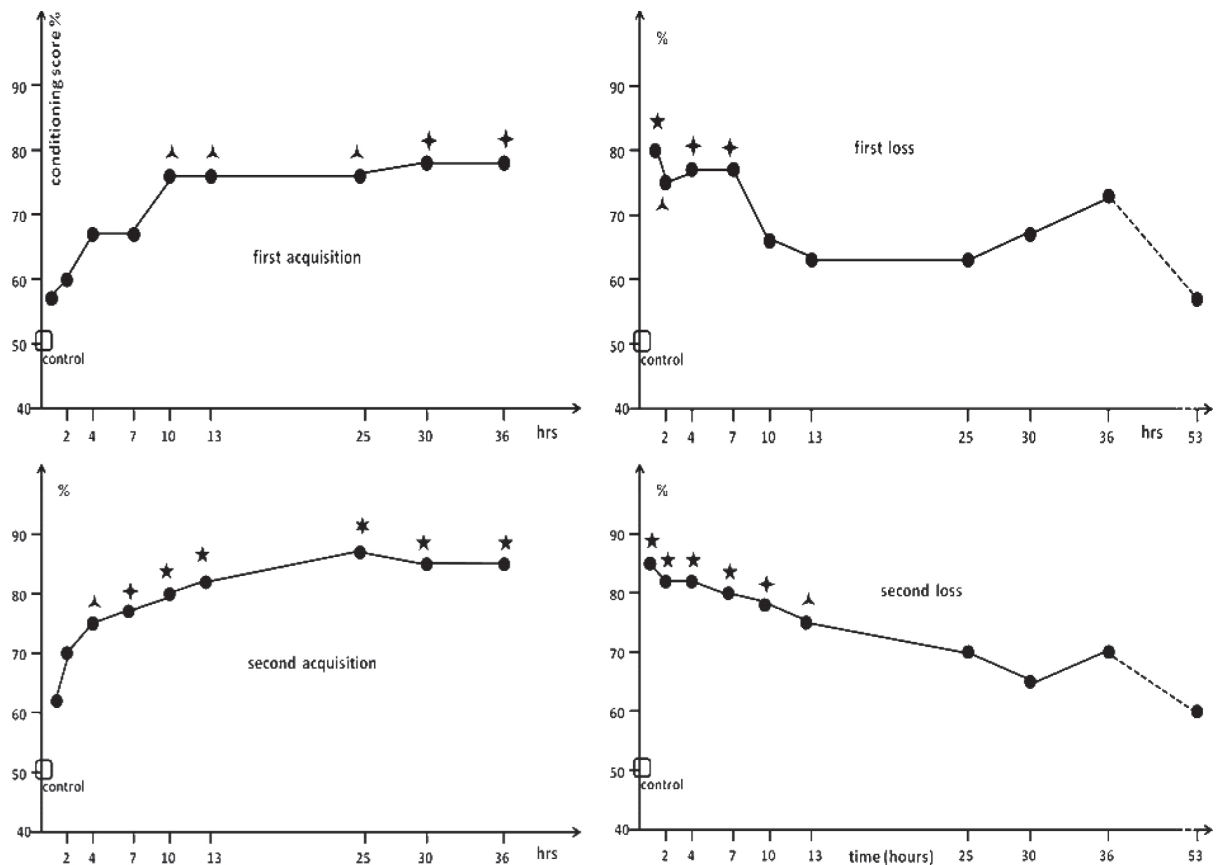 conditioning score %
90
80
70
60
50
40
control
first acquisition
2 4 7 10 13 25 30 36 hrs
%
90
80
70
60
50
40
control
first loss
2 4 7 10 13 25 30 36 hrs 53
%
90
80
70
60
50
40
control
second acquisition
2 4 7 10 13 25 30 36 hrs
%
90
80
70
60
50
40
control
second loss
2 4 7 10 13 time (hours) 25 30 36 53